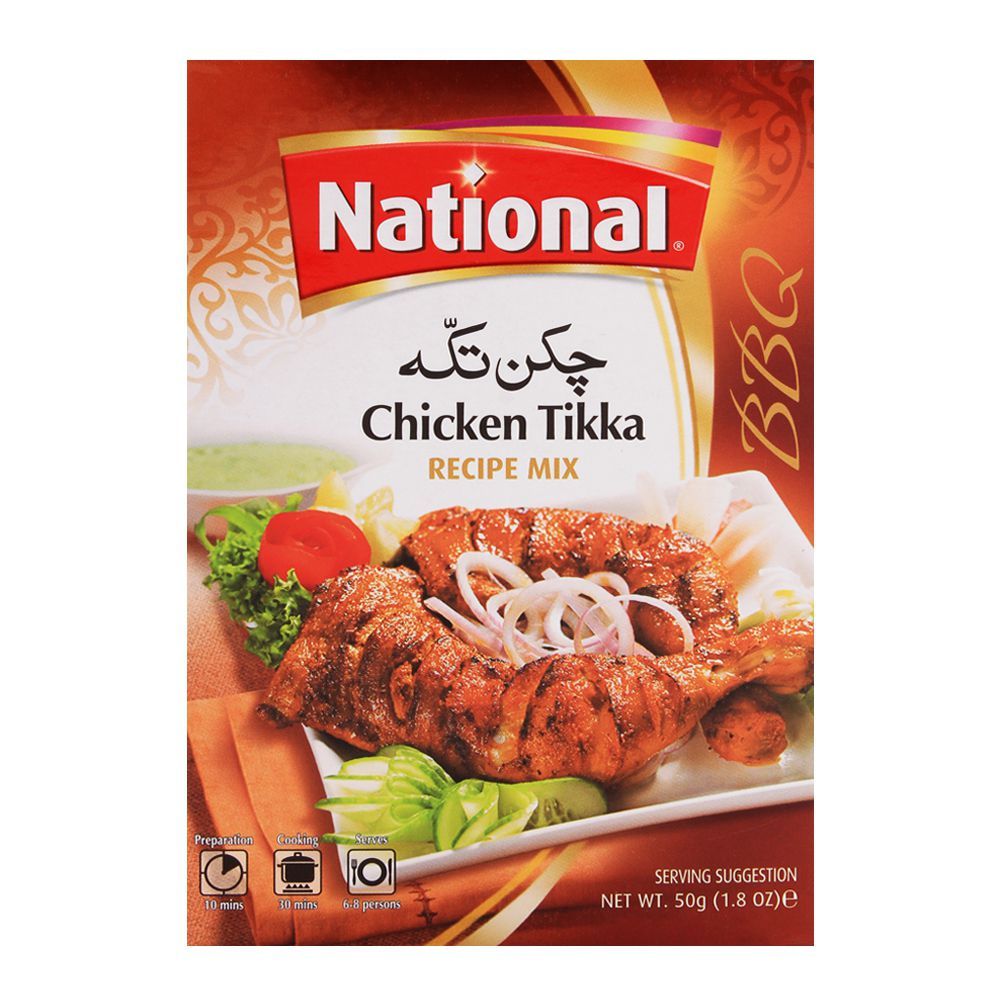 National®
چکن تکّہ
Chicken Tikka
RECIPE MIX
BBQ
Preparation
10 mins
Cooking
30 mins
Serves
6-8 persons
SERVING SUGGESTION
NET WT. 50g (1.8 OZ)℮